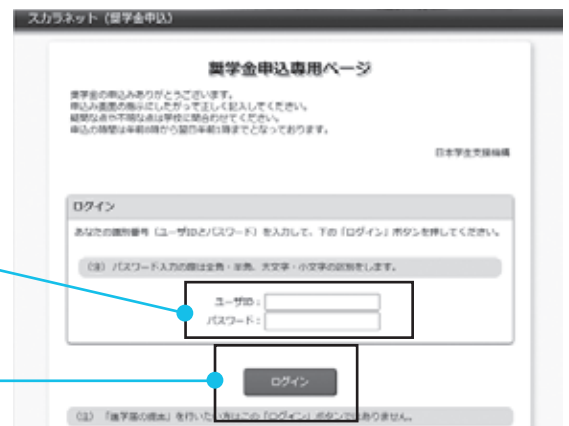 スカラネット（奨学金申込）
奨学金申込専用ページ
奨学金の申込みありがとうございます。
申込み画面の指示にしたがって正しく記入してください。
疑問な点や不明な点は学校に問合わせてください。
申込の時間は午前8時から翌日午前1時までとなっております。
日本学生支援機構
ログイン
あなたの識別番号（ユーザIDとパスワード）を入力して、下の「ログイン」ボタンを押してください。
（注）パスワード入力の際は全角・半角、大文字・小文字の区別をします。
ユーザID：
パスワード：
ログイン
（注）「進学届の提出」を行いたい方はこの「ログイン」ボタンではありません。